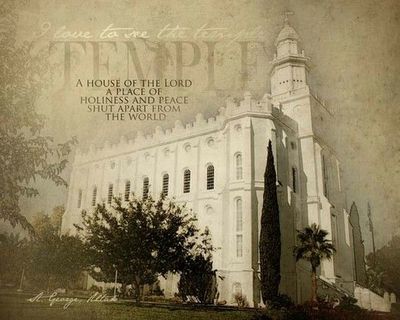 I love to see the temple
TEMPLE
A HOUSE OF THE LORD
A PLACE OF
HOLINESS AND PEACE
SHUT APART FROM
THE WORLD
St. George, Utah